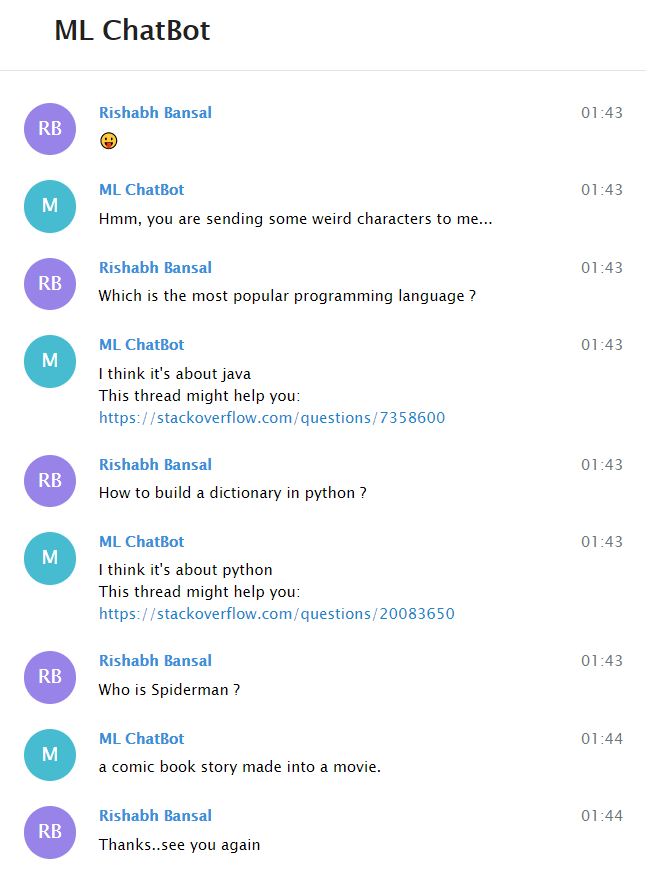 ML ChatBot
RB
Rishabh Bansal 01:43
😛
M
ML ChatBot 01:43
Hmm, you are sending some weird characters to me...
RB
Rishabh Bansal 01:43
Which is the most popular programming language ?
M
ML ChatBot 01:43
I think it's about java
This thread might help you:
https://stackoverflow.com/questions/7358600
RB
Rishabh Bansal 01:43
How to build a dictionary in python ?
M
ML ChatBot 01:43
I think it's about python
This thread might help you:
https://stackoverflow.com/questions/20083650
RB
Rishabh Bansal 01:43
Who is Spiderman ?
M
ML ChatBot 01:44
a comic book story made into a movie.
RB
Rishabh Bansal 01:44
Thanks..see you again